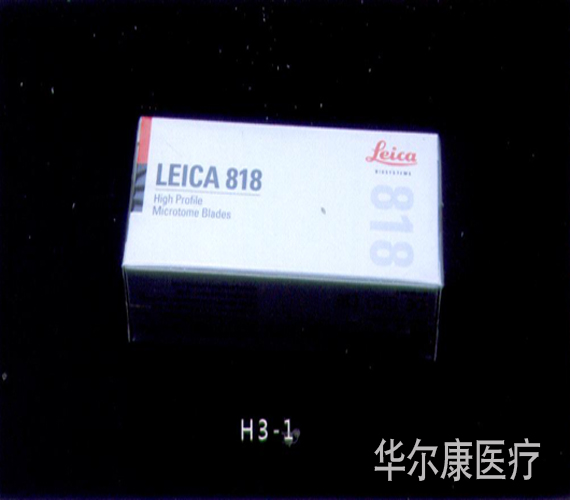 LEICA 818
High Profile
Microtome Blades
Leica
BIOSYSTEMS
818
H3-1
华尔康医疗